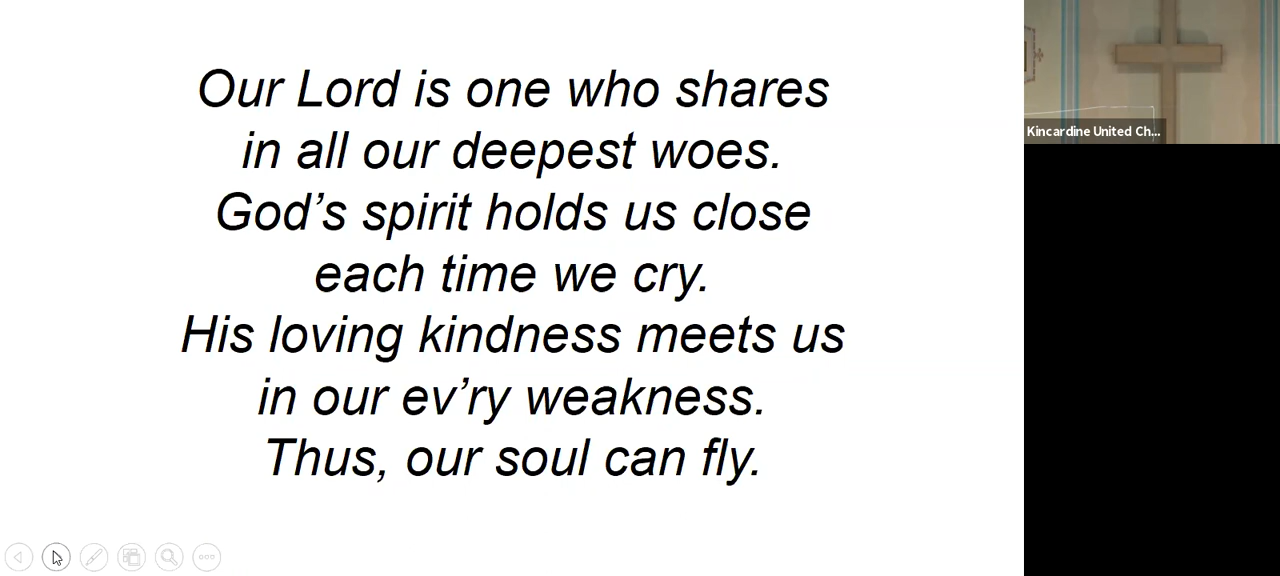 Our Lord is one who shares
in all our deepest woes.
God’s spirit holds us close
each time we cry.
His loving kindness meets us
in our ev’ry weakness.
Thus, our soul can fly.
Kincardine United Ch...